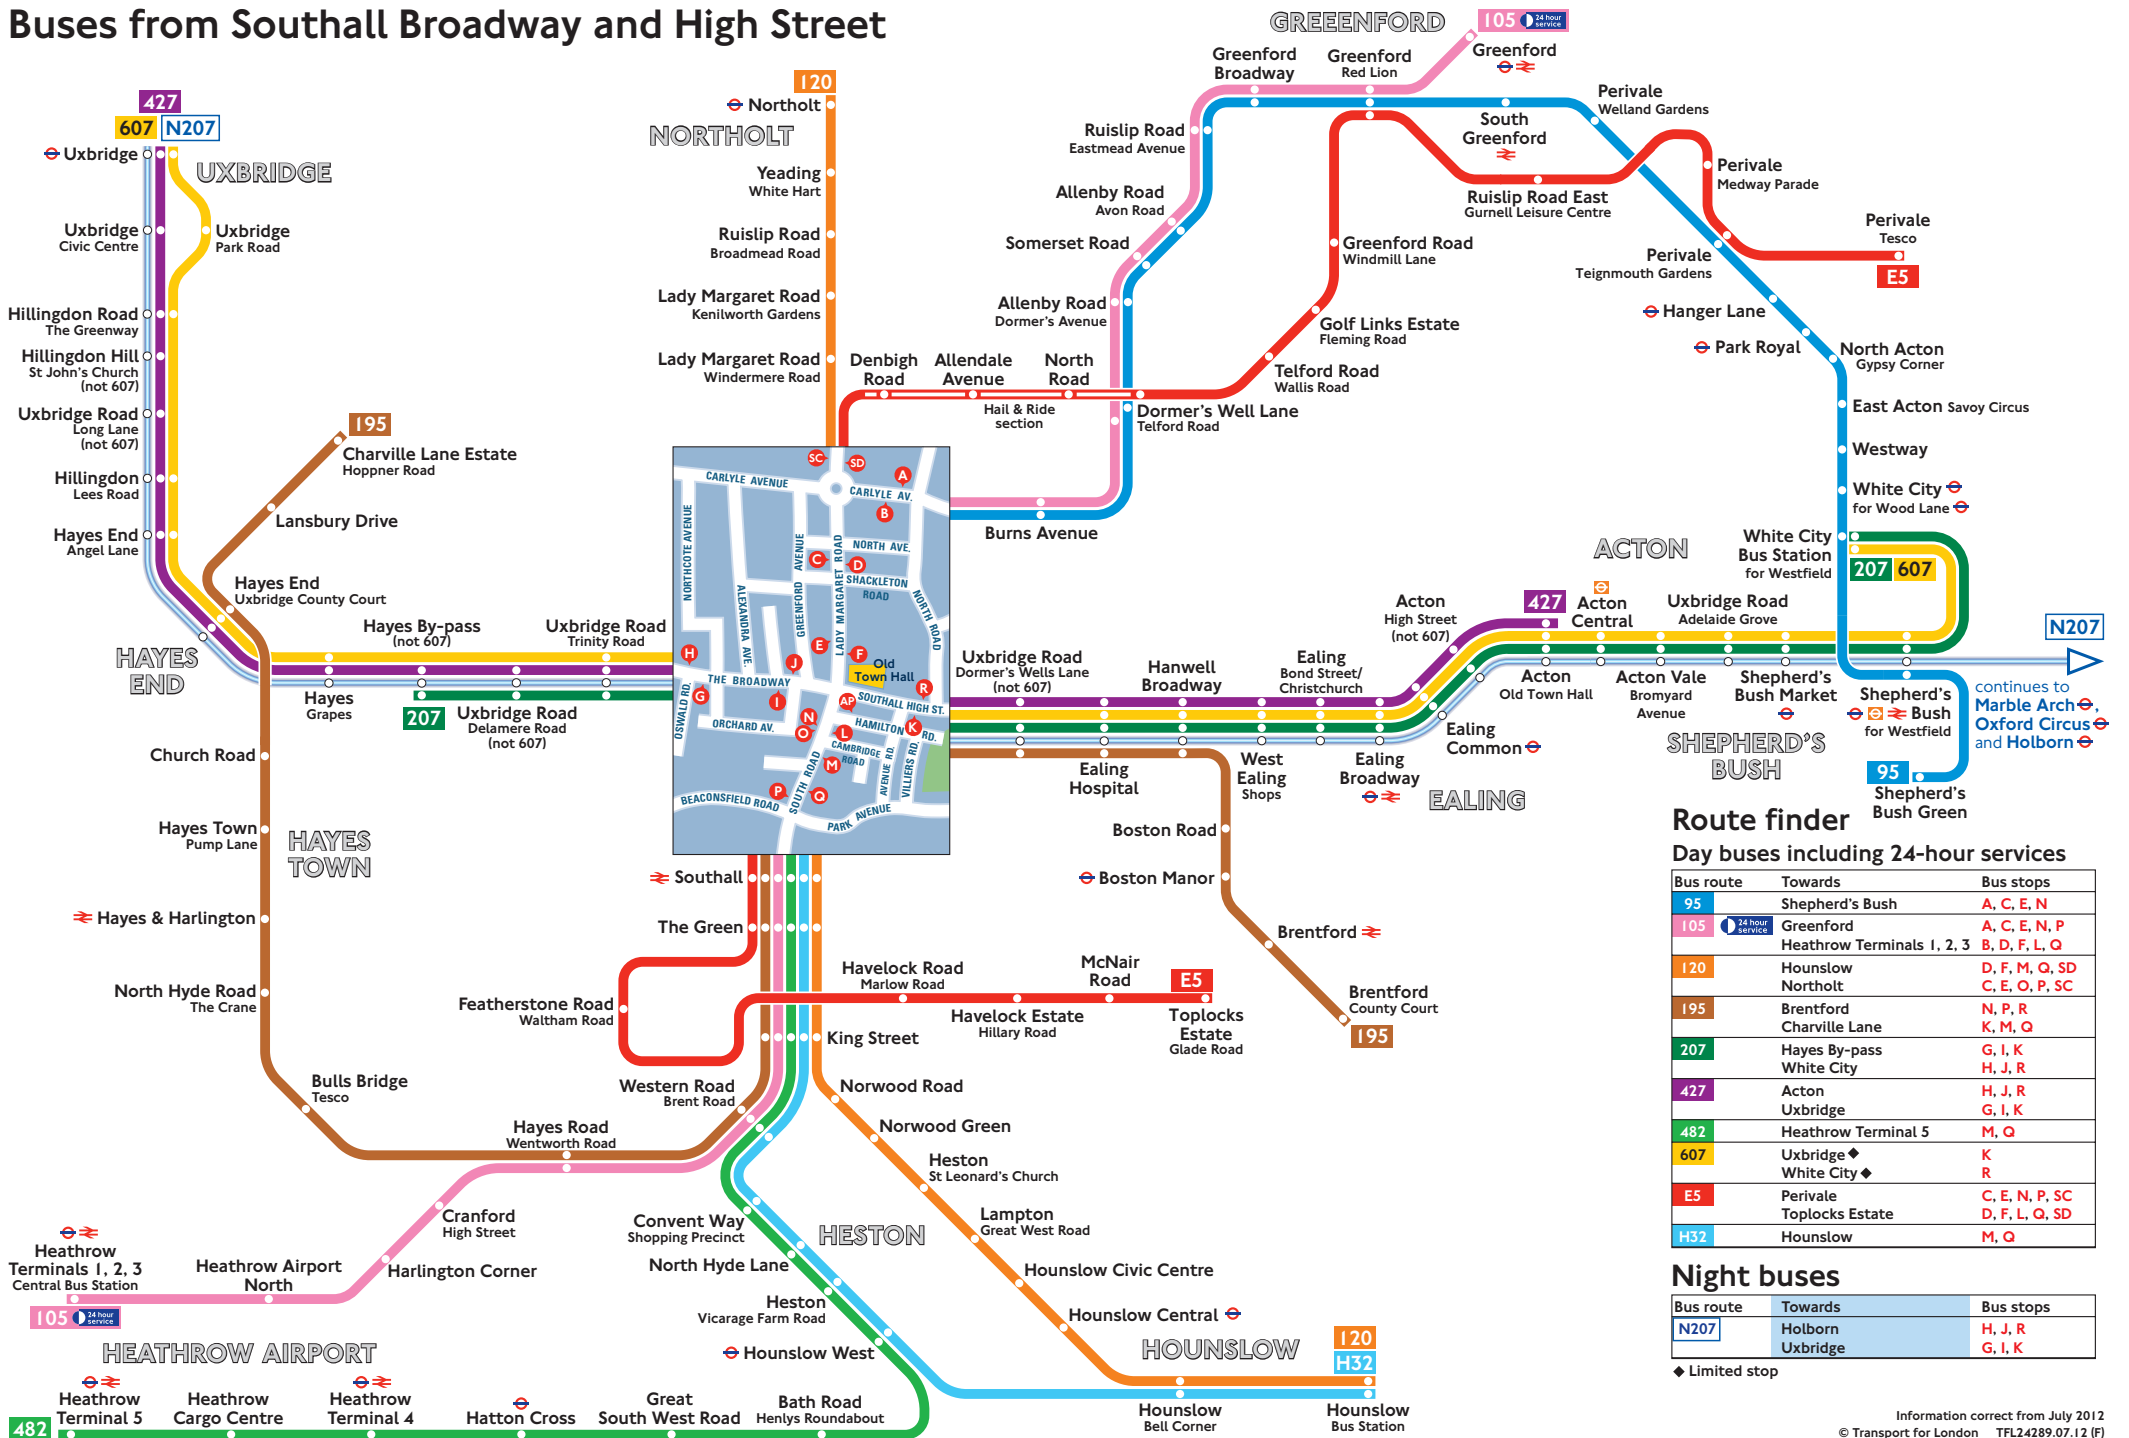 Buses from Southall Broadway and High Street
GREEENFORD
105
24 hour
service
Greenford
Greenford
Broadway
Greenford
Red Lion
120
Northolt
NORTHOLT
Yeading
White Hart
Ruislip Road
Broadmead Road
Lady Margaret Road
Kenilworth Gardens
Lady Margaret Road
Windermere Road
427
607
N207
Uxbridge
UXBRIDGE
Uxbridge
Civic Centre
Uxbridge
Park Road
Hillingdon Road
The Greenway
Hillingdon Hill
St John's Church
(not 607)
Uxbridge Road
Long Lane
(not 607)
Hillingdon
Lees Road
Hayes End
Angel Lane
195
Charville Lane Estate
Hoppner Road
Lansbury Drive
Hayes End
Uxbridge County Court
HAYES
END
Hayes By-pass
(not 607)
Uxbridge Road
Trinity Road
Hayes
Grapes
207
Uxbridge Road
Delamere Road
(not 607)
Church Road
Hayes Town
Pump Lane
HAYES
TOWN
Hayes & Harlington
North Hyde Road
The Crane
Bulls Bridge
Tesco
Hayes Road
Wentworth Road
Ruislip Road
Eastmead Avenue
Allenby Road
Avon Road
Somerset Road
Allenby Road
Dormer's Avenue
Denbigh
Road
Allendale
Avenue
North
Road
Hail & Ride
section
Dormer's Well Lane
Telford Road
Burns Avenue
Perivale
Welland Gardens
South
Greenford
Perivale
Medway Parade
Ruislip Road East
Gurnell Leisure Centre
Perivale
Tesco
E5
Greenford Road
Windmill Lane
Golf Links Estate
Fleming Road
Telford Road
Wallis Road
Perivale
Teignmouth Gardens
Hanger Lane
Park Royal
North Acton
Gypsy Corner
East Acton Savoy Circus
Westway
White City
for Wood Lane
White City
Bus Station
for Westfield
207
607
ACTON
Acton
High Street
(not 607)
427
Acton
Central
Uxbridge Road
Adelaide Grove
N207
Acton
Old Town Hall
Acton Vale
Bromyard
Avenue
Shepherd's
Bush Market
Shepherd's
Bush
for Westfield
continues to
Marble Arch,
Oxford Circus
and Holborn
SHEPHERD'S
BUSH
95
Shepherd's
Bush Green
Uxbridge Road
Dormer's Wells Lane
(not 607)
Hanwell
Broadway
Ealing
Bond Street/
Christchurch
Ealing
Common
Ealing
Hospital
West
Ealing
Shops
Ealing
Broadway
EALING
Boston Road
Boston Manor
Brentford
Brentford
County Court
195
SC
SD
A
CARLYLE AVENUE
CARLYLE AV.
B
NORTHCOTE AVENUE
GREENFORD AVENUE
LADY MARGARET ROAD
NORTH AVE.
C
D
SHACKLETON
ROAD
ALEXANDRA AVE.
NORTH ROAD
E
F
H
J
Old
Town Hall
THE BROADWAY
G
I
R
AP
SOUTHALL HIGH ST.
OSWALD RD.
ORCHARD AV.
N
O
L
K
HAMILTON RD.
CAMBRIDGE
ROAD
M
SOUTH ROAD
AVENUE RD.
VILLIERS RD.
P
Q
BEACONSFIELD ROAD
PARK AVENUE
Southall
The Green
Featherstone Road
Waltham Road
Havelock Road
Marlow Road
McNair
Road
E5
Havelock Estate
Hillary Road
Toplocks
Estate
Glade Road
King Street
Western Road
Brent Road
Norwood Road
Norwood Green
Heston
St Leonard's Church
Lampton
Great West Road
Hounslow Civic Centre
Hounslow Central
HOUNSLOW
120
H32
Hounslow
Bell Corner
Hounslow
Bus Station
Convent Way
Shopping Precinct
HESTON
North Hyde Lane
Heston
Vicarage Farm Road
Hounslow West
Cranford
High Street
Harlington Corner
Heathrow Airport
North
Heathrow
Terminals 1, 2, 3
Central Bus Station
105
24 hour
service
HEATHROW AIRPORT
482
Heathrow
Terminal 5
Heathrow
Cargo Centre
Heathrow
Terminal 4
Hatton Cross
Great
South West Road
Bath Road
Henlys Roundabout
Route finder
Day buses including 24-hour services
Bus route Towards Bus stops
95 Shepherd's Bush A, C, E, N
105 24 hour service Greenford A, C, E, N, P
Heathrow Terminals 1, 2, 3 B, D, F, L, Q
120 Hounslow D, F, M, Q, SD
Northolt C, E, O, P, SC
195 Brentford N, P, R
Charville Lane K, M, Q
207 Hayes By-pass G, I, K
White City H, J, R
427 Acton H, J, R
Uxbridge G, I, K
482 Heathrow Terminal 5 M, Q
607 Uxbridge◆ K
White City◆ R
E5 Perivale C, E, N, P, SC
Toplocks Estate D, F, L, Q, SD
H32 Hounslow M, Q
Night buses
Bus route Towards Bus stops
N207 Holborn H, J, R
Uxbridge G, I, K
◆ Limited stop
Information correct from July 2012
© Transport for London TFL24289.07.12 (F)